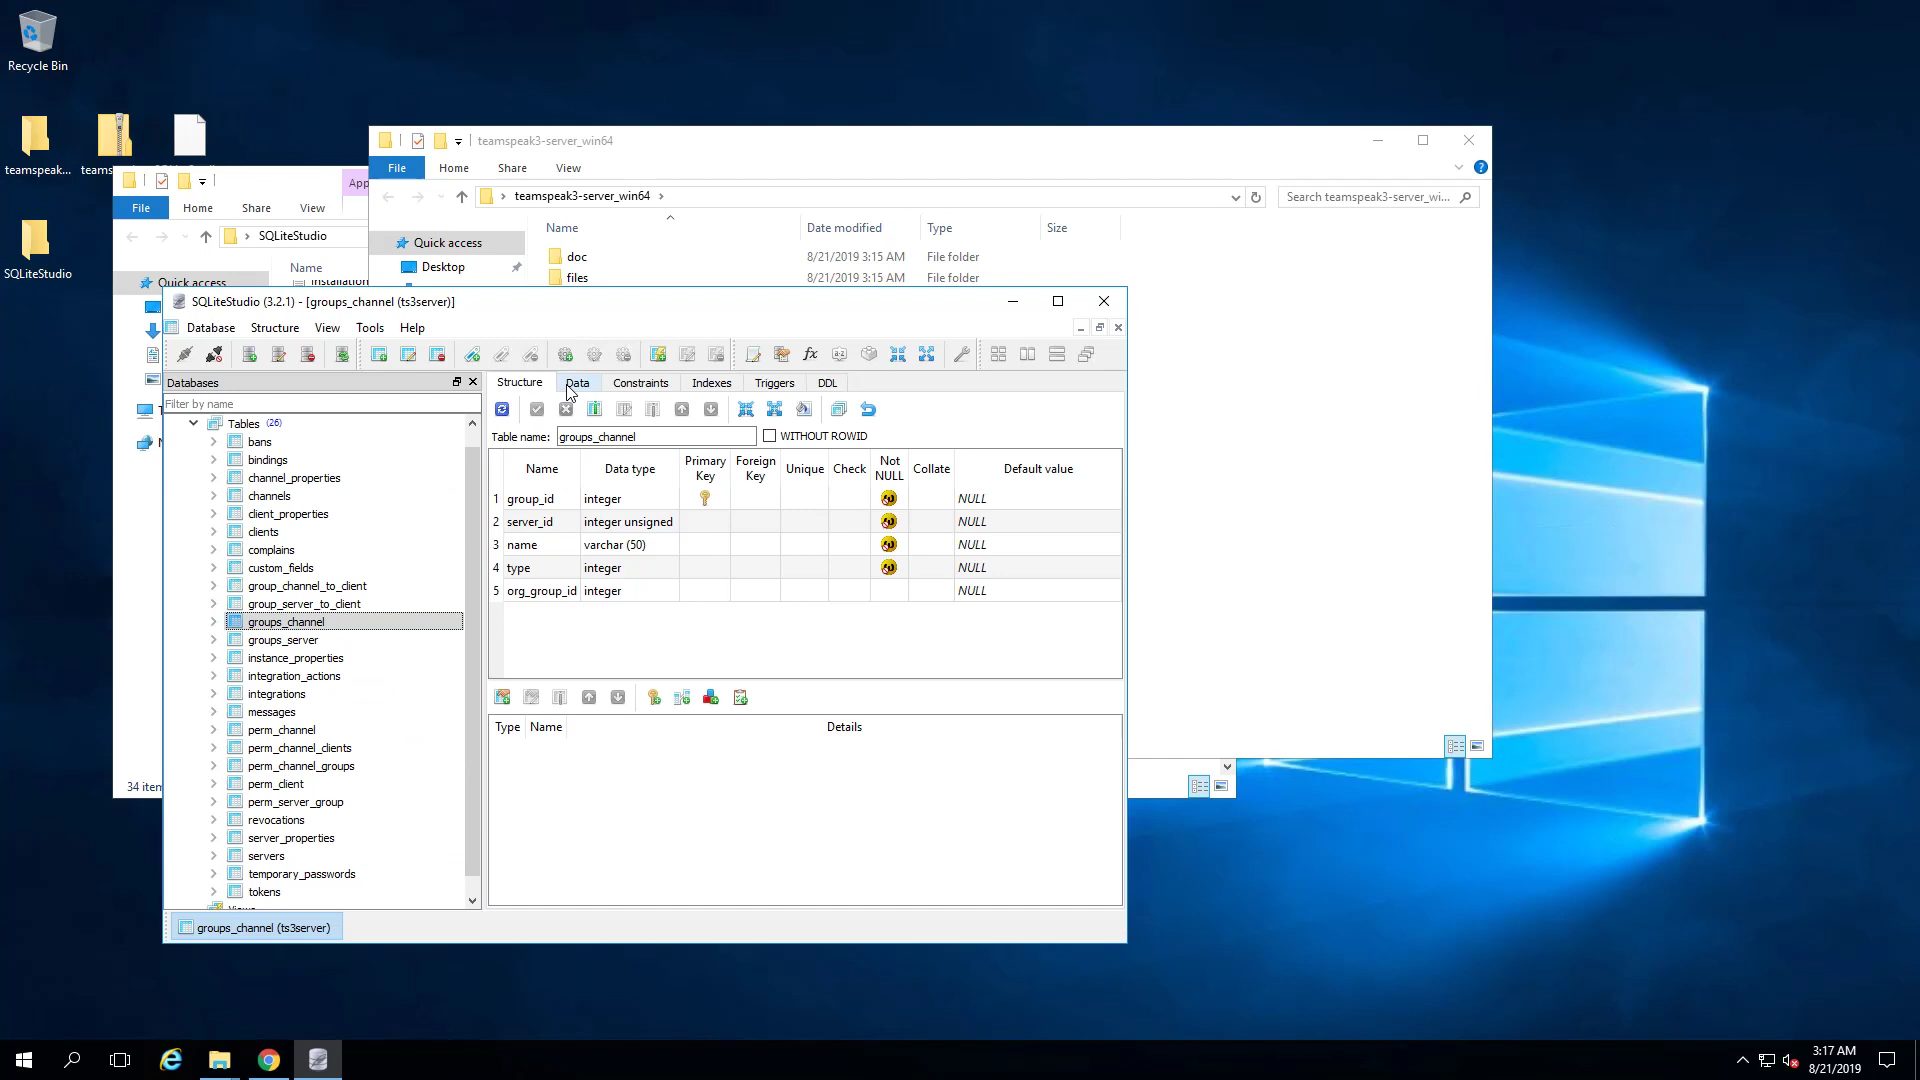 Recycle Bin
teamspeak...
teams
SQLiteStudio
File
Home
Share
View
App
SQLiteStudio
Name
Quick access
installation
34 item
teamspeak3-server_win64
File
Home
Share
View
teamspeak3-server_win64
Search teamspeak3-server_wi...
Name
Date modified
Type
Size
Quick access
Desktop
doc
8/21/2019 3:15 AM
File folder
files
8/21/2019 3:15 AM
File folder
SQLiteStudio (3.2.1) - [groups_channel (ts3server)]
Database
Structure
View
Tools
Help
Databases
Filter by name
Tables (26)
bans
bindings
channel_properties
channels
client_properties
clients
complains
custom_fields
group_channel_to_client
group_server_to_client
groups_channel
groups_server
instance_properties
integration_actions
integrations
messages
perm_channel
perm_channel_clients
perm_channel_groups
perm_client
perm_server_group
revocations
server_properties
servers
temporary_passwords
tokens
Views
Structure
Data
Constraints
Indexes
Triggers
DDL
Table name:
groups_channel
WITHOUT ROWID
Name
Data type
Primary Key
Foreign Key
Unique
Check
Not NULL
Collate
Default value
1 group_id integer NULL
2 server_id integer unsigned NULL
3 name varchar (50) NULL
4 type integer NULL
5 org_group_id integer NULL
Type
Name
Details
groups_channel (ts3server)
3:17 AM
8/21/2019